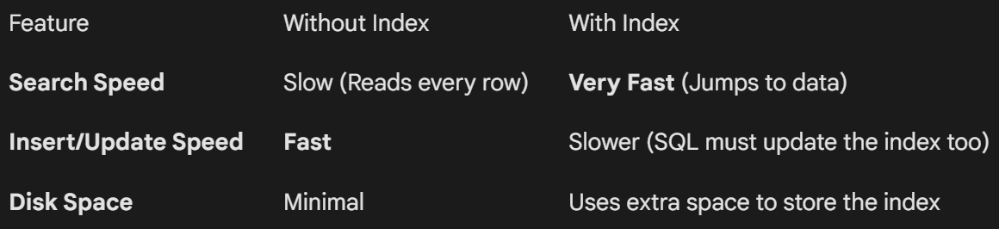 Feature Without Index With Index
Search Speed Slow (Reads every row) Very Fast (Jumps to data)
Insert/Update Speed Fast Slower (SQL must update the index too)
Disk Space Minimal Uses extra space to store the index